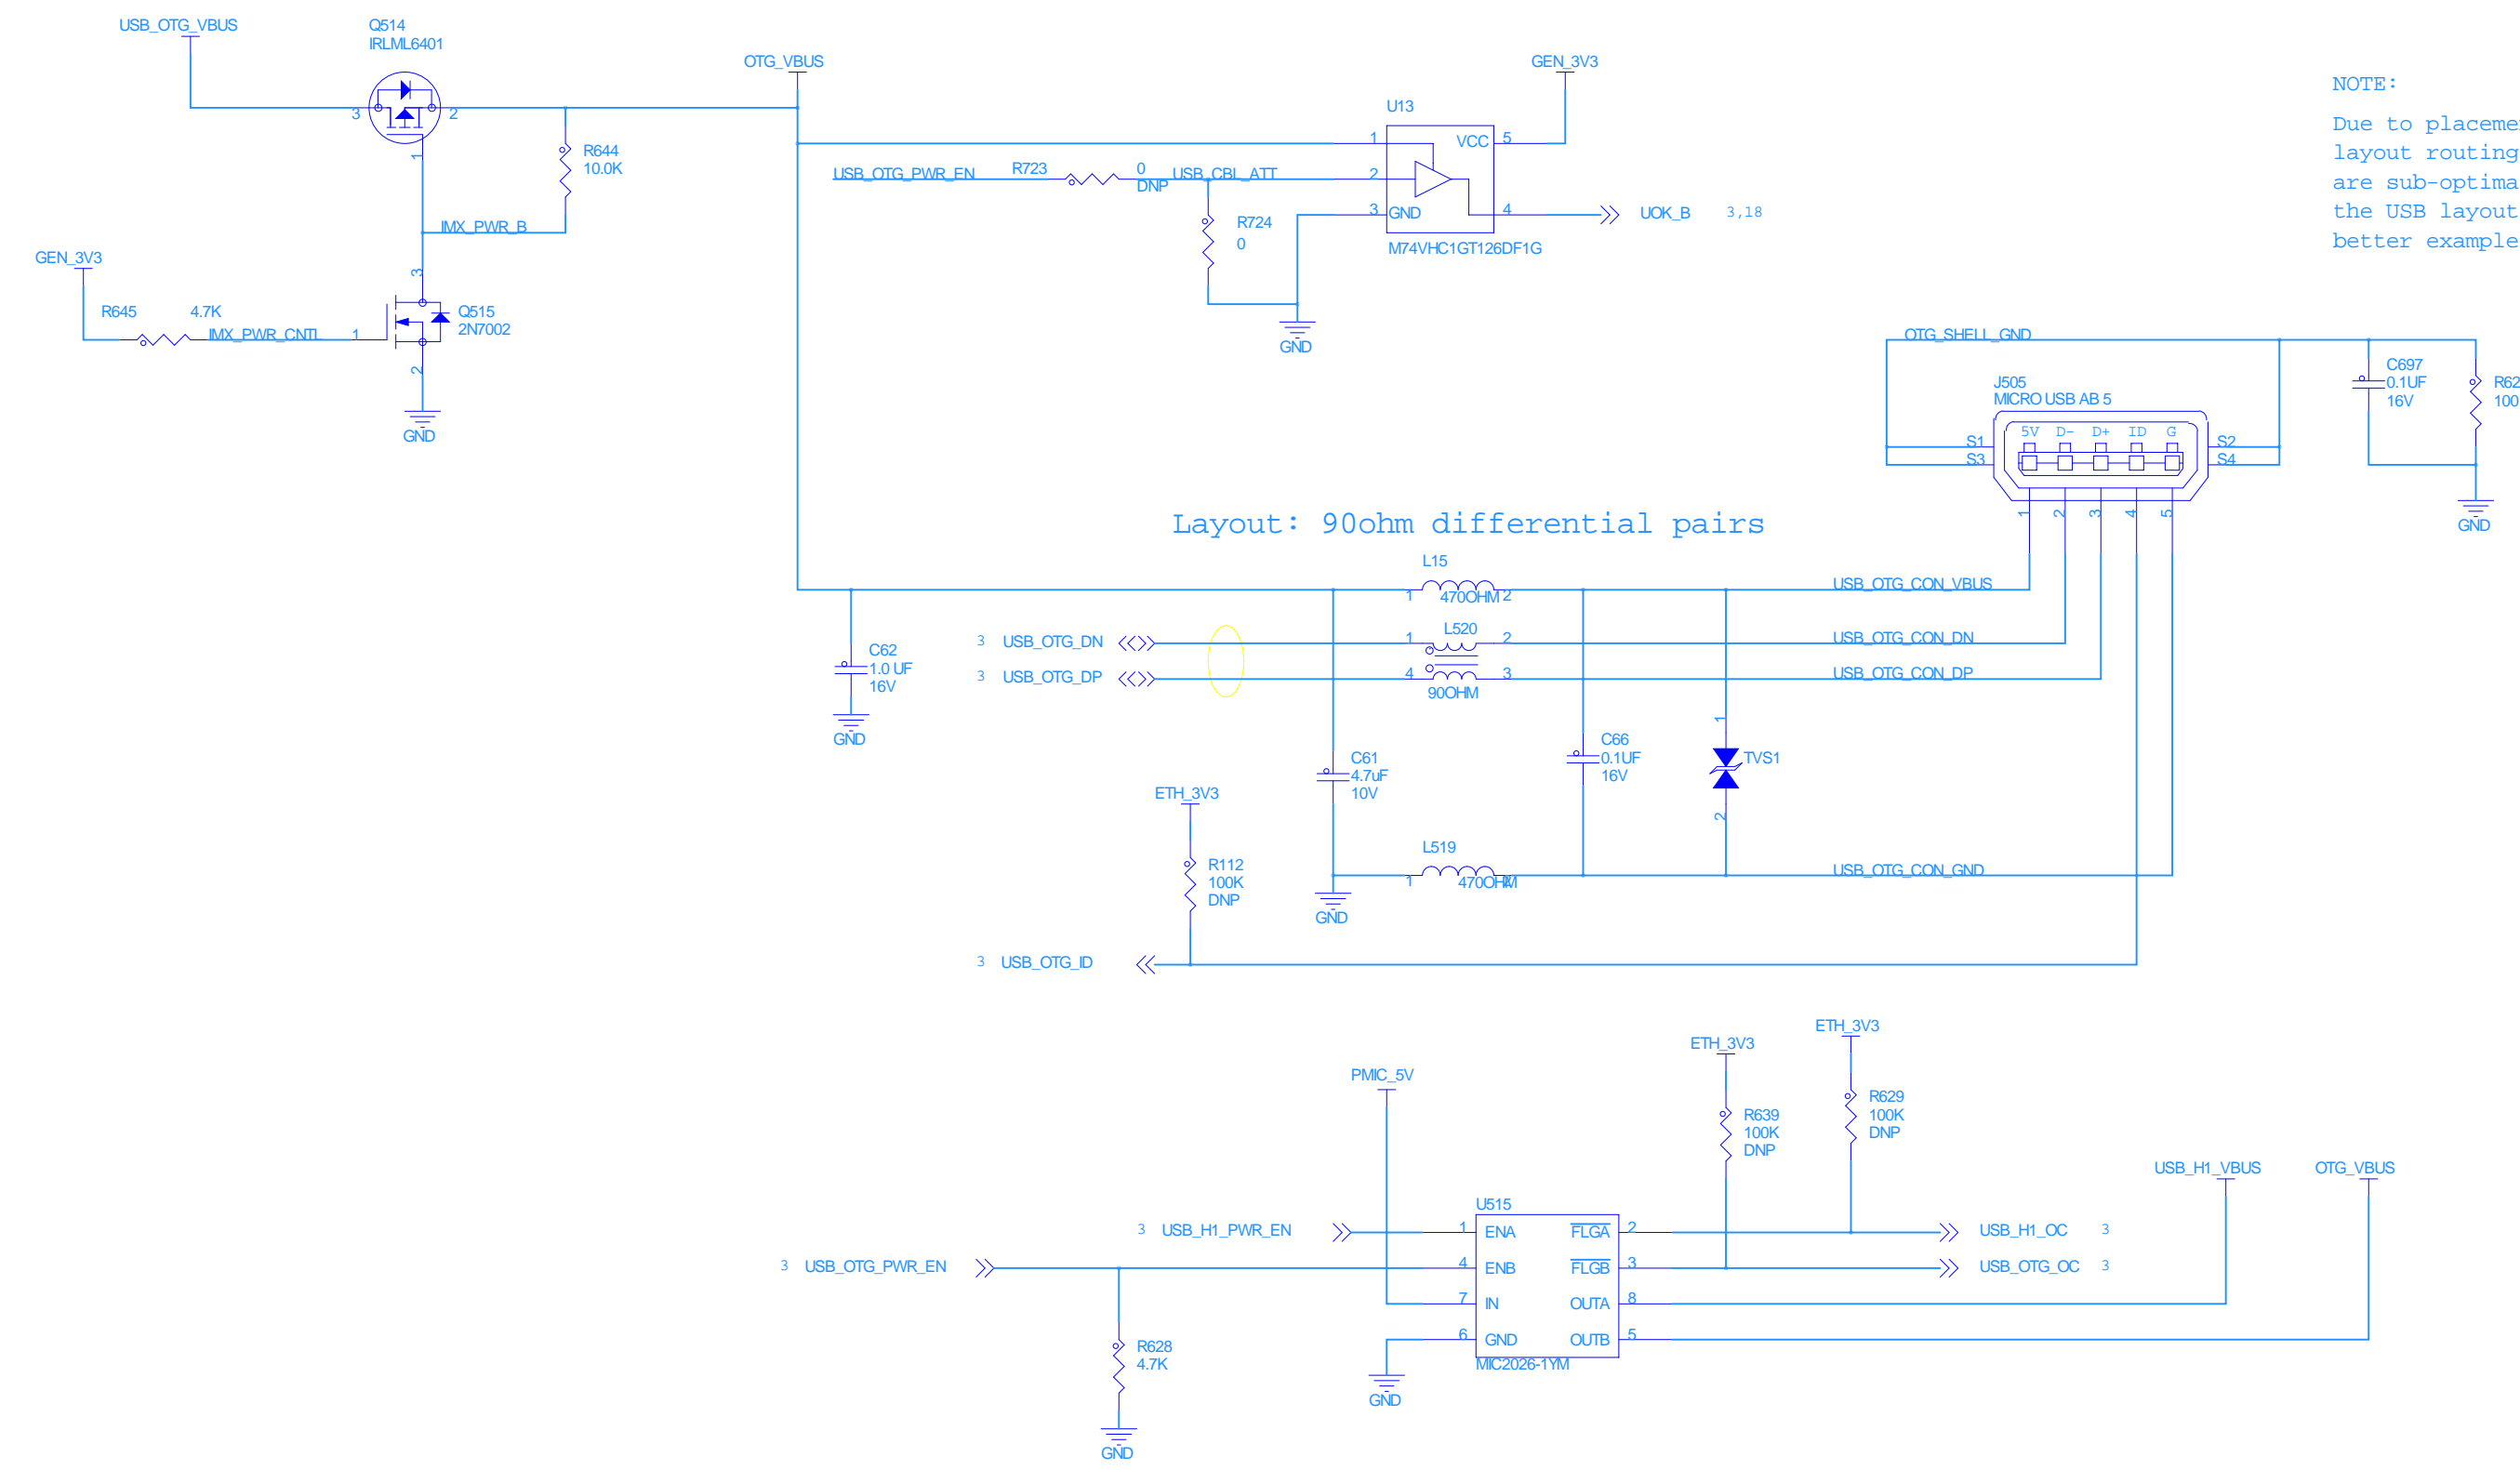 USB_OTG_VBUS
Q514
IRLML6401
3
2
1
R644
10.0K
IMX_PWR_B
GEN_3V3
R645
4.7K
IMX_PWR_CNTL
1
3
Q515
2N7002
2
GND
OTG_VBUS
GEN_3V3
U13
1
VCC
5
USB_OTG_PWR_EN
R723
0
DNP
USB_CBL_ATT
2
3
GND
4
UOK_B
3,18
M74VHC1GT126DF1G
R724
0
GND
NOTE:
Due to placeme
layout routing
are sub-optima
the USB layout
better example
OTG_SHELL_GND
J505
MICRO USB AB 5
5V
D-
D+
ID
G
S1
S3
S2
S4
1
2
3
4
5
C697
0.1UF
16V
R62
100
GND
Layout: 90ohm differential pairs
L15
1
470OHM
2
USB_OTG_CON_VBUS
3
USB_OTG_DN
1
L520
2
USB_OTG_CON_DN
3
USB_OTG_DP
4
3
USB_OTG_CON_DP
90OHM
C62
1.0 UF
16V
GND
C61
4.7uF
10V
C66
0.1UF
16V
1
TVS1
2
ETH_3V3
R112
100K
DNP
L519
1
470OHM
2
USB_OTG_CON_GND
GND
3
USB_OTG_ID
ETH_3V3
ETH_3V3
PMIC_5V
R639
100K
DNP
R629
100K
DNP
USB_H1_VBUS
OTG_VBUS
U515
3
USB_H1_PWR_EN
1
ENA
FLGA
2
USB_H1_OC
3
3
USB_OTG_PWR_EN
4
ENB
FLGB
3
USB_OTG_OC
3
7
IN
OUTA
8
6
GND
OUTB
5
MIC2026-1YM
GND
R628
4.7K
GND